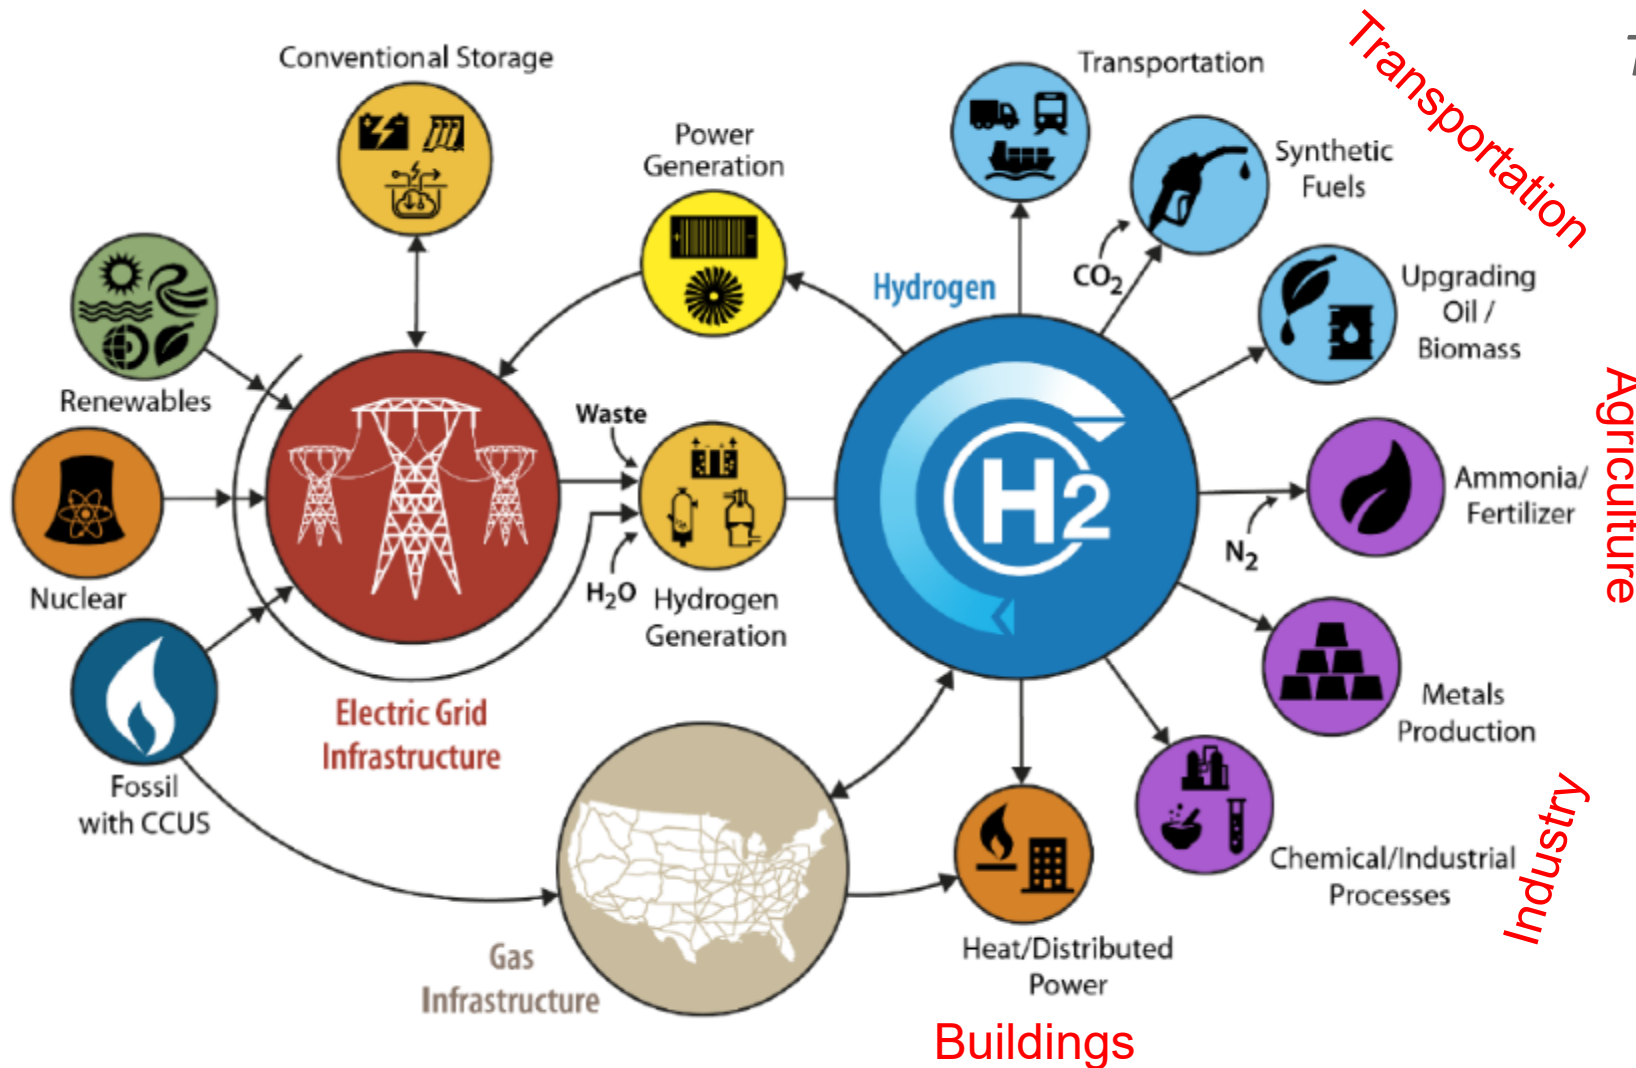 Conventional Storage
Power
Generation
Renewables
Nuclear
Fossil
with CCUS
Electric Grid
Infrastructure
Waste
H₂O
Hydrogen
Generation
Gas
Infrastructure
Hydrogen
H2
Transportation
CO₂
Synthetic
Fuels
Upgrading
Oil /
Biomass
N₂
Ammonia/
Fertilizer
Metals
Production
Chemical/Industrial
Processes
Heat/Distributed
Power
Transportation
Agriculture
Industry
Buildings